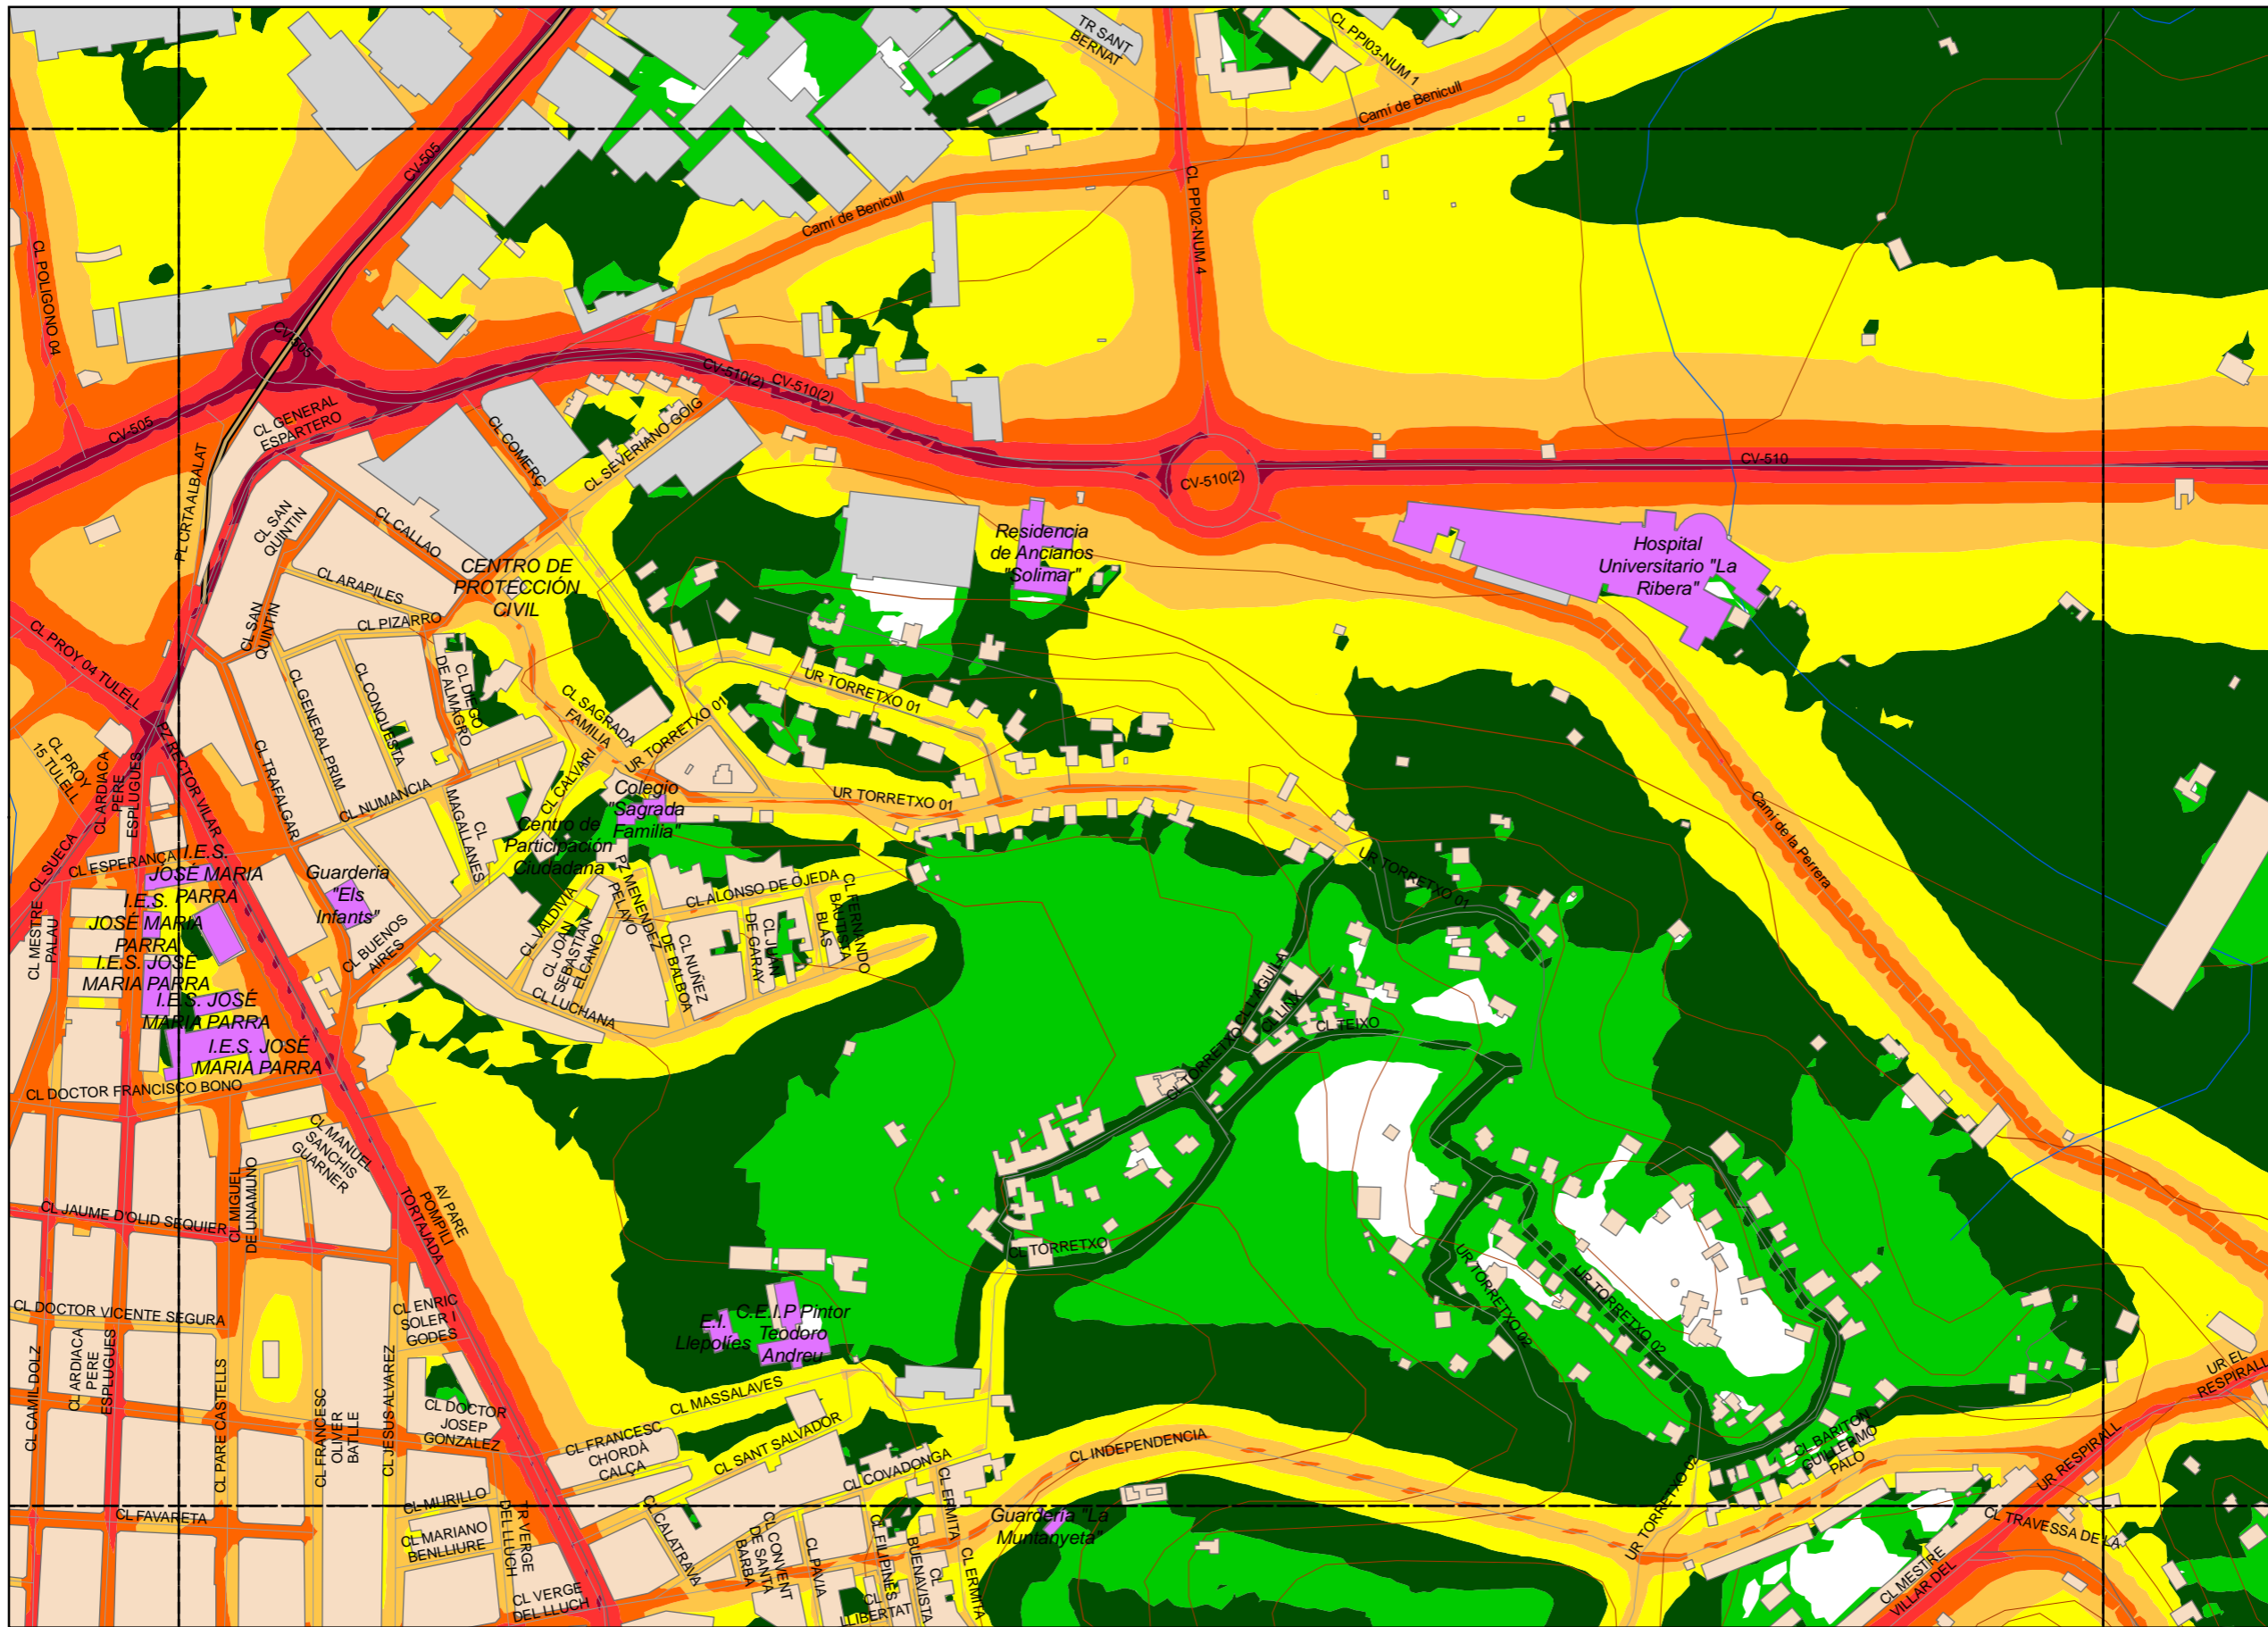 TR SANT
BERNAT
CL PPI03-NUM 1
Camí de Benicull
CV-505
CL PPI02-NUM 4
Camí de Benicull
CL POLIGONO 04
CV-505
CV-510(2)
CV-510(2)
CV-505
CL GENERAL
ESPARTERO
CL COMERÇ
CL SEVERIANO GOIG
CV-510(2)
CV-510
PL CRTA ALBALAT
CL SAN
QUINTIN
CL CALLAO
Residencia
de Ancianos
"Solimar"
Hospital
Universitario "La
Ribera"
CENTRO DE
PROTECCIÓN
CIVIL
CL ARAPILES
CL PIZARRO
CL SAN
QUINTIN
CL PROY 04 TULELL
CL GENERAL PRIM
CL CONQUESTA
CL DIEGO
DE ALMAGRO
CL SAGRADA
FAMILIA
UR TORRETXO 01
UR TORRETXO 01
CL PROY
15 TULELL
CL ARDIACA
PERE
ESPLUGUES
PZ RECTOR VILAR
CL TRAFALGAR
CL NUMANCIA
CL CALVARI
UR TORRETXO 01
Colegio
"Sagrada
Familia"
Centro de
Participación
Ciudadana
MAGALLANES
CL
Camí de la Perrera
CL SUECA
CL ESPERANÇA
I.E.S.
JOSÉ MARIA
PARRA
Guarderia
"Els
Infants"
UR TORRETXO 01
I.E.S.
JOSÉ MARIA
PARRA
CL MESTRE
PALAU
CL BUENOS
AIRES
CL VALDIVIA
PZ MENENDEZ
PELAYO
CL ALONSO DE OJEDA
CL FERNANDO
BAUTISTA
BLAS
CL JOAN
SEBASTIAN
ELCANO
CL NUÑEZ
DE BALBOA
CL JUAN
DE GARAY
I.E.S. JOSÉ
MARIA PARRA
I.E.S. JOSÉ
MARIA PARRA
CL LUCHANA
CL L'AGUILA
CL LINX
CL TEIXO
I.E.S. JOSÉ
MARIA PARRA
CL TORRETXO
CL DOCTOR FRANCISCO BONO
CL MANUEL
SANCHIS
GUARNER
CL MIGUEL
DE UNAMUNO
AV PARE
POMPILI
TORTAJADA
CL JAUME D'OLID SEQUIER
CL TORRETXO
UR TORRETXO 02
UR TORRETXO 02
CL DOCTOR VICENTE SEGURA
CL ENRIC
SOLER I
GODES
E.I.
Llepolíes
C.E.I.P Pintor
Teodoro
Andreu
CL CAMIL DOLZ
CL ARDIACA
PERE
ESPLUGUES
CL PARE CASTELLS
CL FRANCESC
OLIVER
BATLLE
CL JESUS ALVAREZ
CL MASSALAVES
UR EL
RESPIRALL
CL DOCTOR
JOSEP
GONZALEZ
CL FRANCESC
CHORDÀ
CALÇA
CL SANT SALVADOR
CL COVADONGA
CL INDEPENDENCIA
CL BARITON
GUILLERMO
PALO
UR RESPIRALL
UR TORRETXO 02
CL MURILLO
CL FAVARETA
CL MARIANO
BENLLIURE
TR VERGE
DEL LLUCH
CL CALATRAVA
CL CONVENT
DE SANTA
BARBA
CL PAVIA
CL FILIPINES
CL
BUENAVISTA
CL ERMITA
CL ERMITA
Guardería "La
Muntanyeta"
CL TRAVESSA DE LA
CL MESTRE
VILLAR DEL
CL VERGE
DEL LLUCH
CL
LLIBERTAT